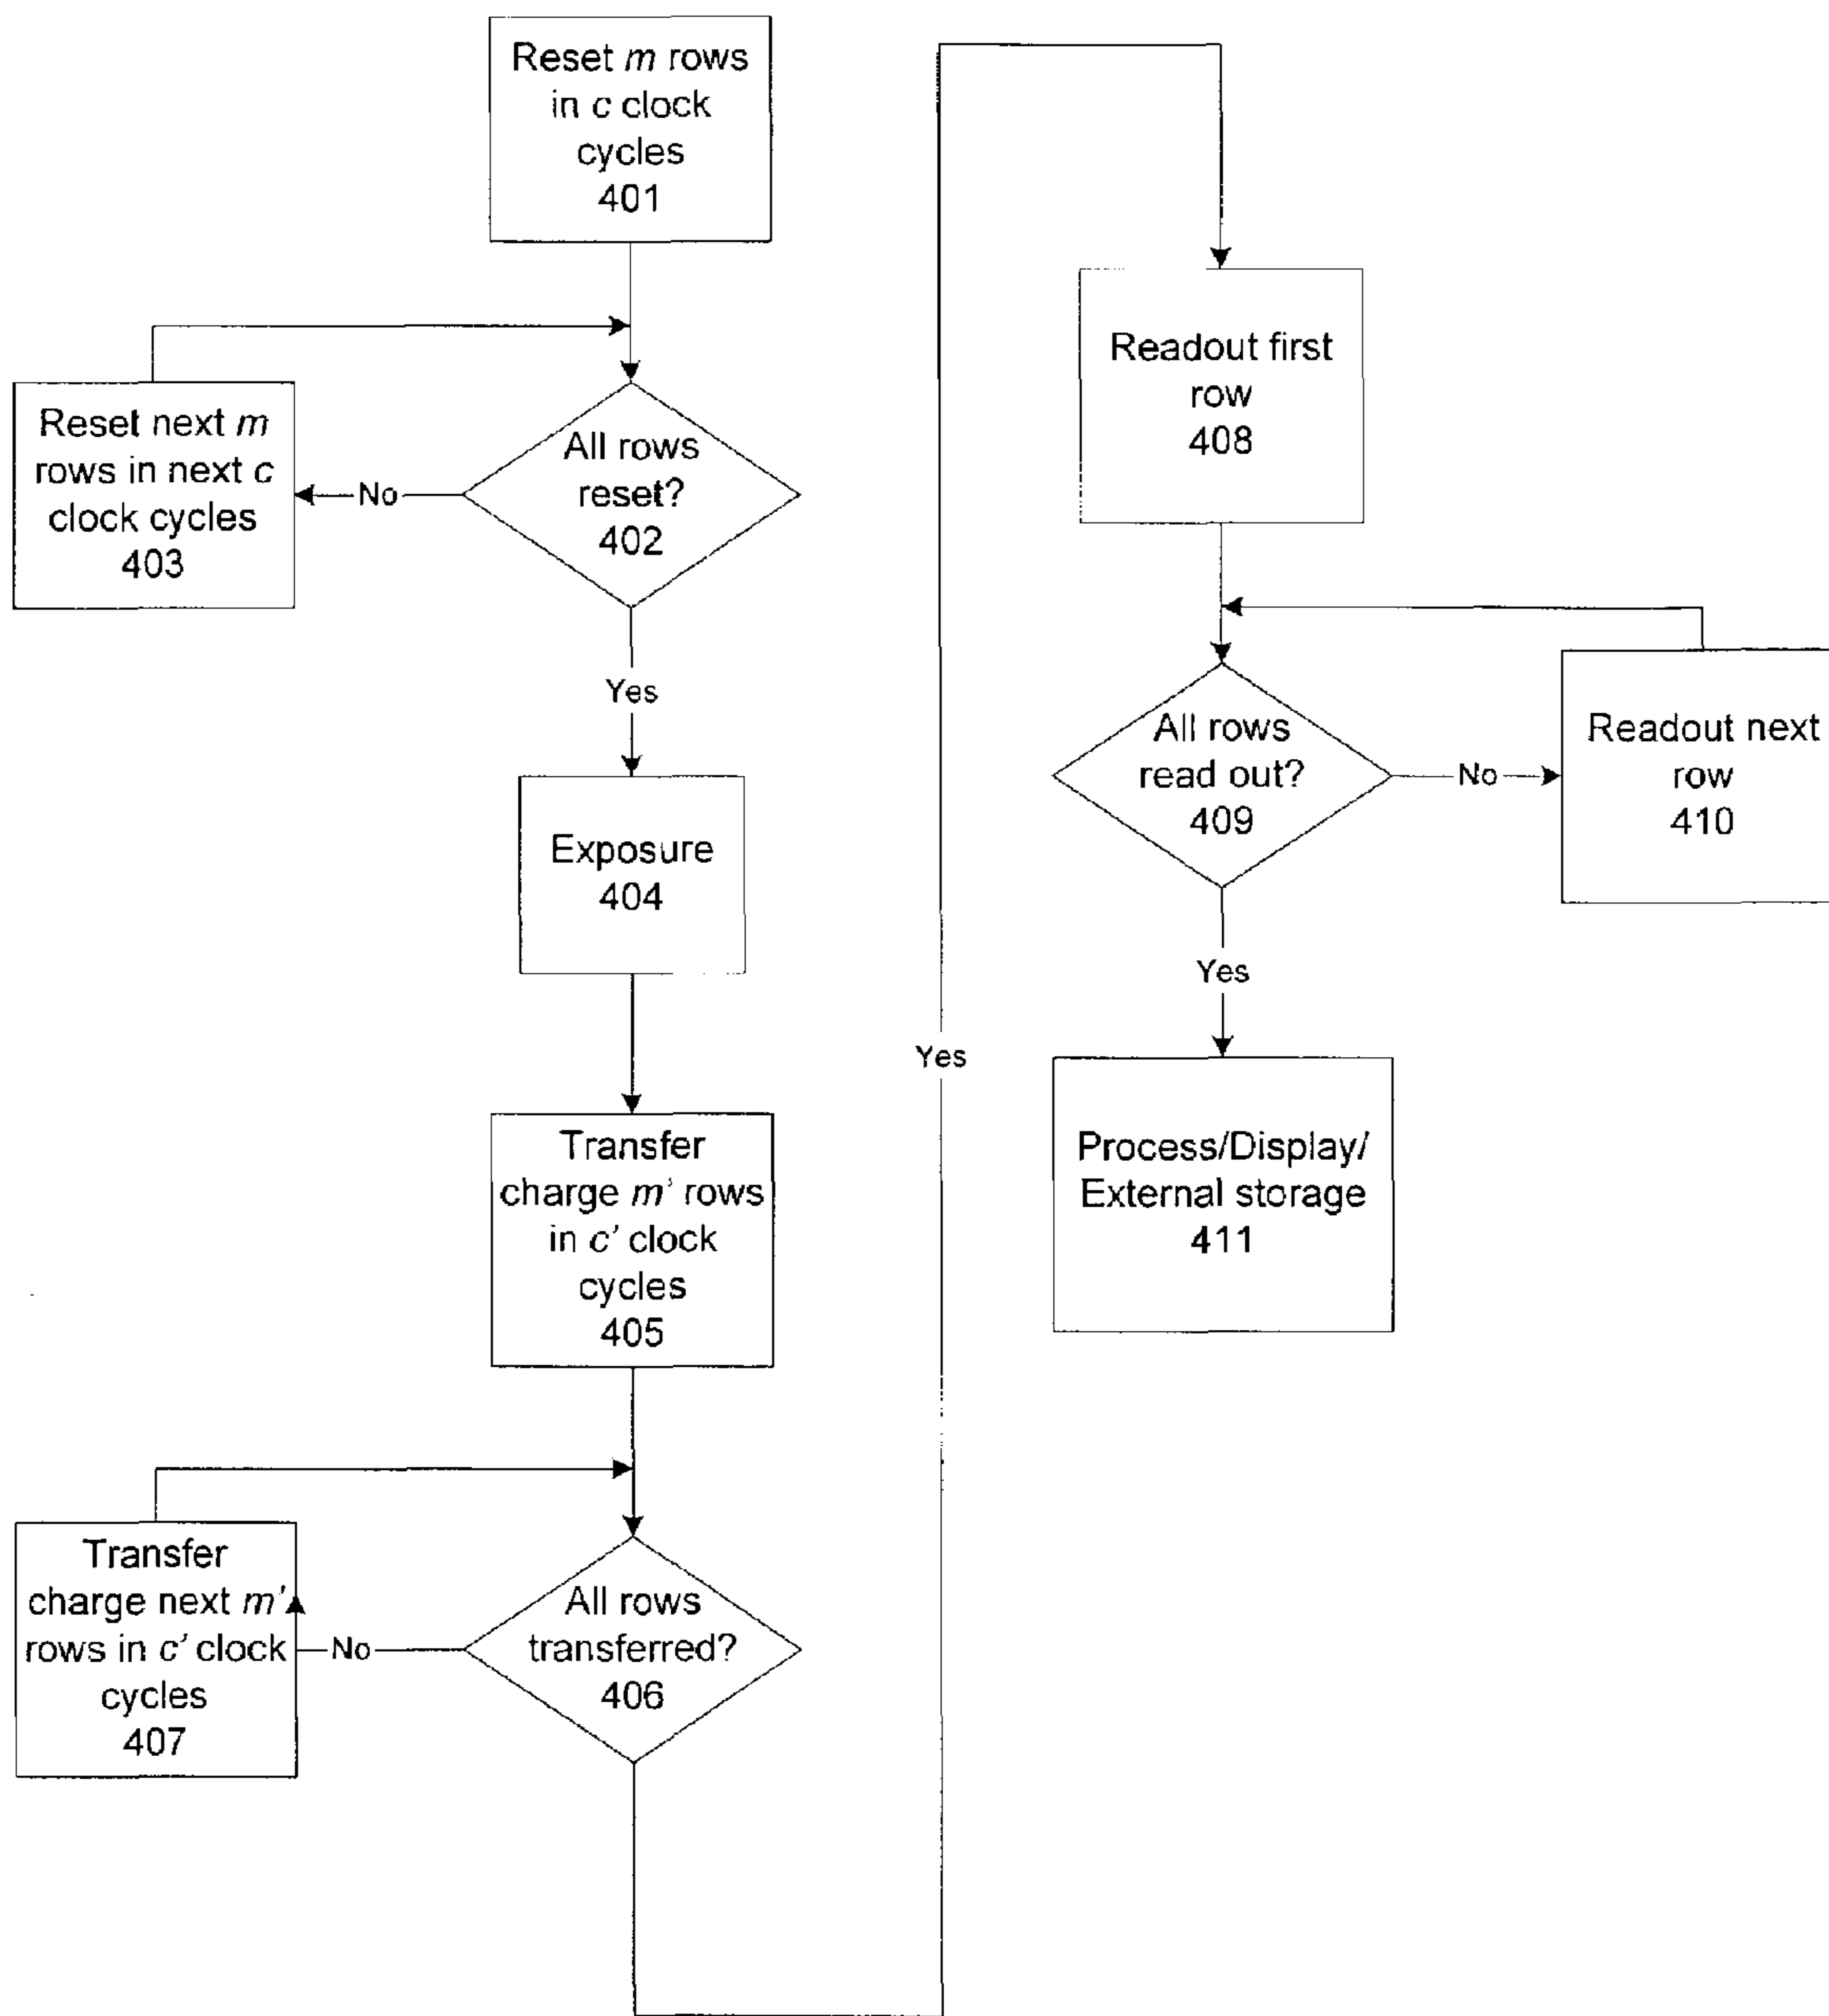 Reset m rows
in c clock
cycles
401
Reset next m
rows in next c
clock cycles
403
No
All rows
reset?
402
Yes
Exposure
404
Transfer
charge m' rows
in c' clock
cycles
405
Transfer
charge next m'
rows in c' clock
cycles
407
No
All rows
transferred?
406
Yes
Readout first
row
408
All rows
read out?
409
No
Readout next
row
410
Yes
Process/Display/
External storage
411